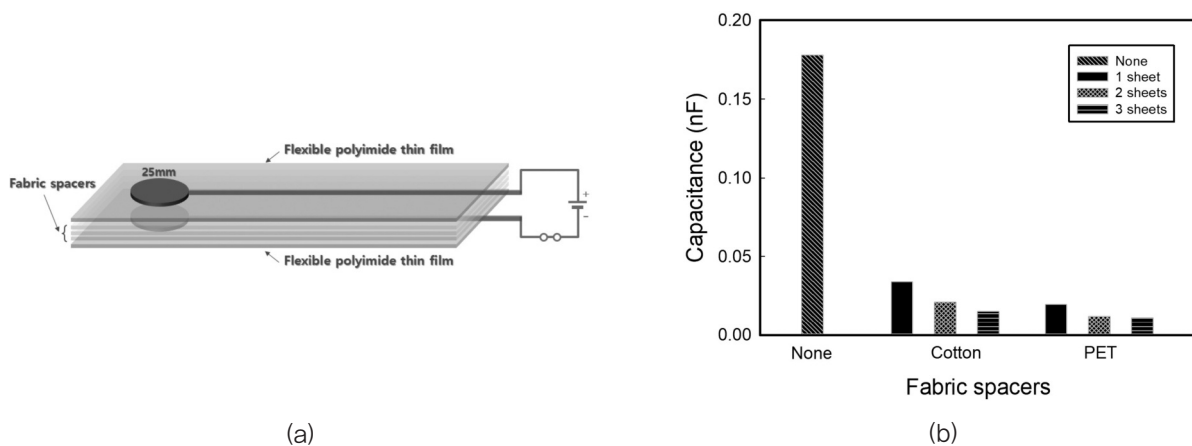 Flexible polyimide thin film
25mm
Fabric spacers
{
+
−
Flexible polyimide thin film
(a)
Capacitance (nF)
0.20
0.15
0.10
0.05
0.00
None
1 sheet
2 sheets
3 sheets
None
Cotton
PET
Fabric spacers
(b)